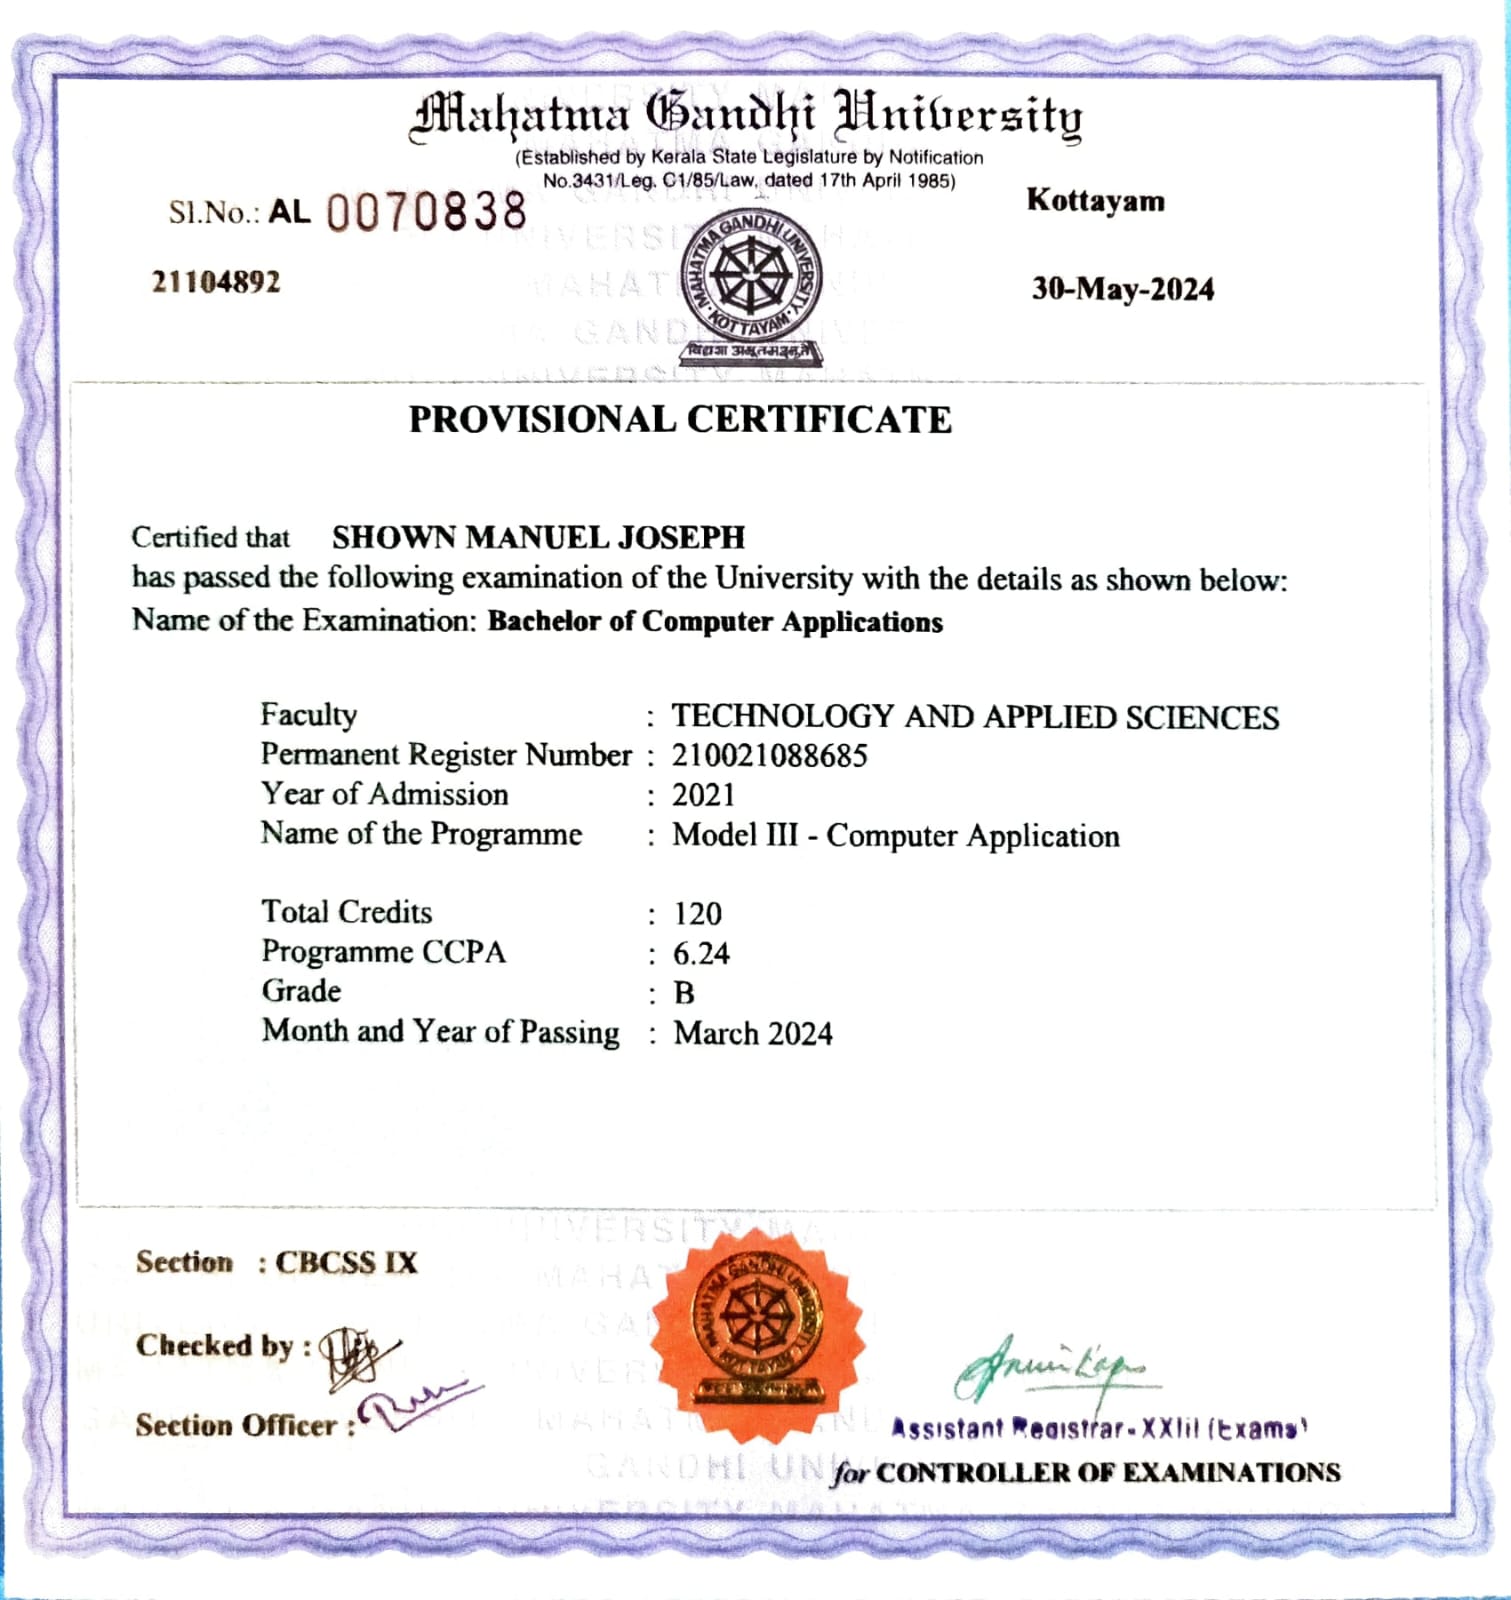 Mahatma Gandhi University
(Established by Kerala State Legislature by Notification
No.3431/Leg. C1/85/Law, dated 17th April 1985)
Sl.No.: AL 0070838
Kottayam
21104892
30-May-2024
MAHATMA GANDHI UNIVERSITY
KOTTAYAM
PROVISIONAL CERTIFICATE
Certified that SHOWN MANUEL JOSEPH
has passed the following examination of the University with the details as shown below:
Name of the Examination: Bachelor of Computer Applications
Faculty : TECHNOLOGY AND APPLIED SCIENCES
Permanent Register Number : 210021088685
Year of Admission : 2021
Name of the Programme : Model III - Computer Application
Total Credits : 120
Programme CCPA : 6.24
Grade : B
Month and Year of Passing : March 2024
Section : CBCSS IX
Checked by :
Section Officer :
MAHATMA GANDHI UNIVERSITY
KOTTAYAM
Assistant Registrar - XXIII (Exams)
for CONTROLLER OF EXAMINATIONS